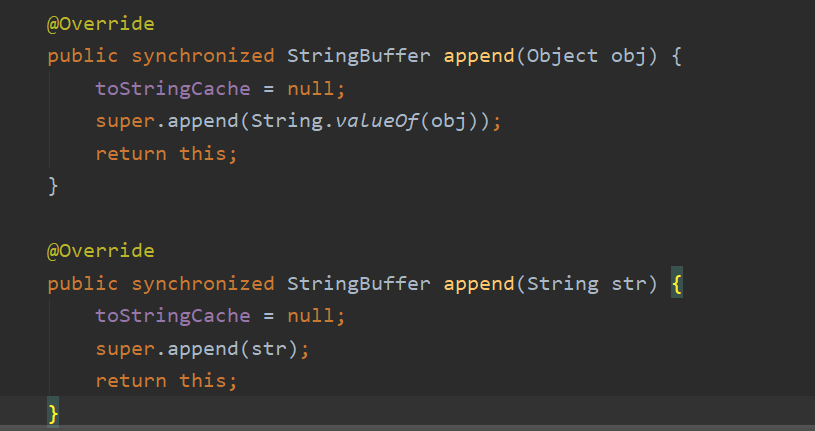 @Override
public synchronized StringBuffer append(Object obj) {
    toStringCache = null;
    super.append(String.valueOf(obj));
    return this;
}
@Override
public synchronized StringBuffer append(String str) {
    toStringCache = null;
    super.append(str);
    return this;
}